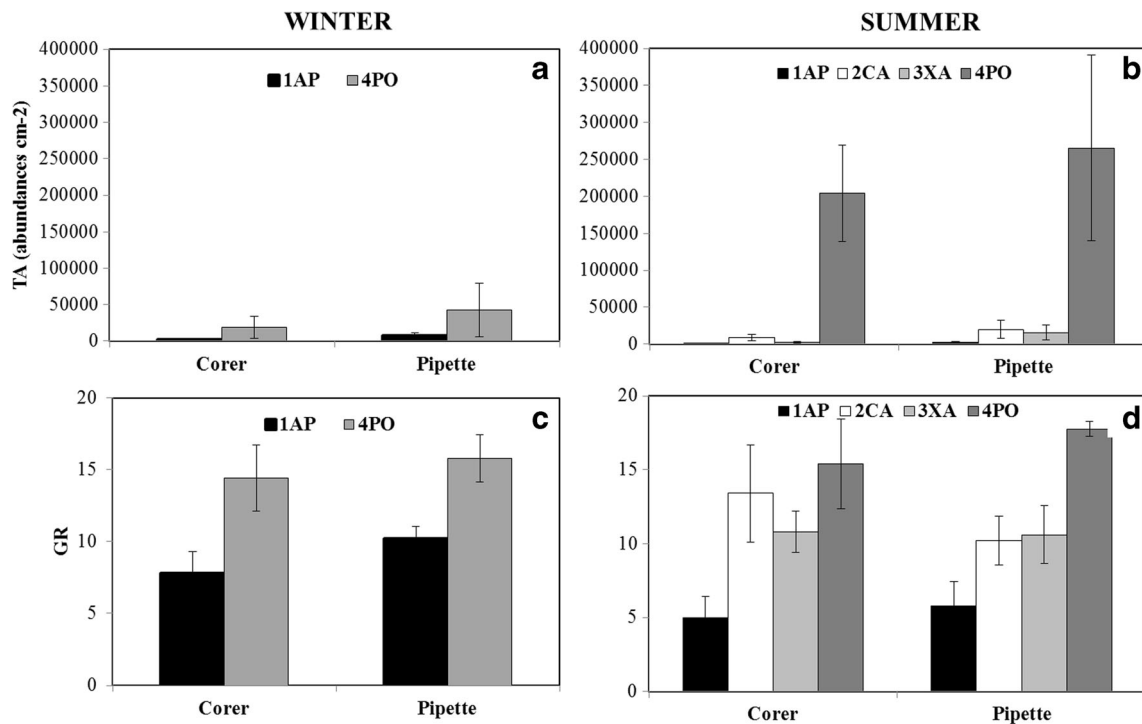 WINTER
SUMMER
a
1AP 4PO
400000
350000
300000
250000
200000
150000
100000
50000
0
TA (abundances cm-2)
Corer Pipette
b
1AP 2CA 3XA 4PO
400000
350000
300000
250000
200000
150000
100000
50000
0
Corer Pipette
c
1AP 4PO
20
15
10
5
0
GR
Corer Pipette
d
1AP 2CA 3XA 4PO
20
15
10
5
0
Corer Pipette